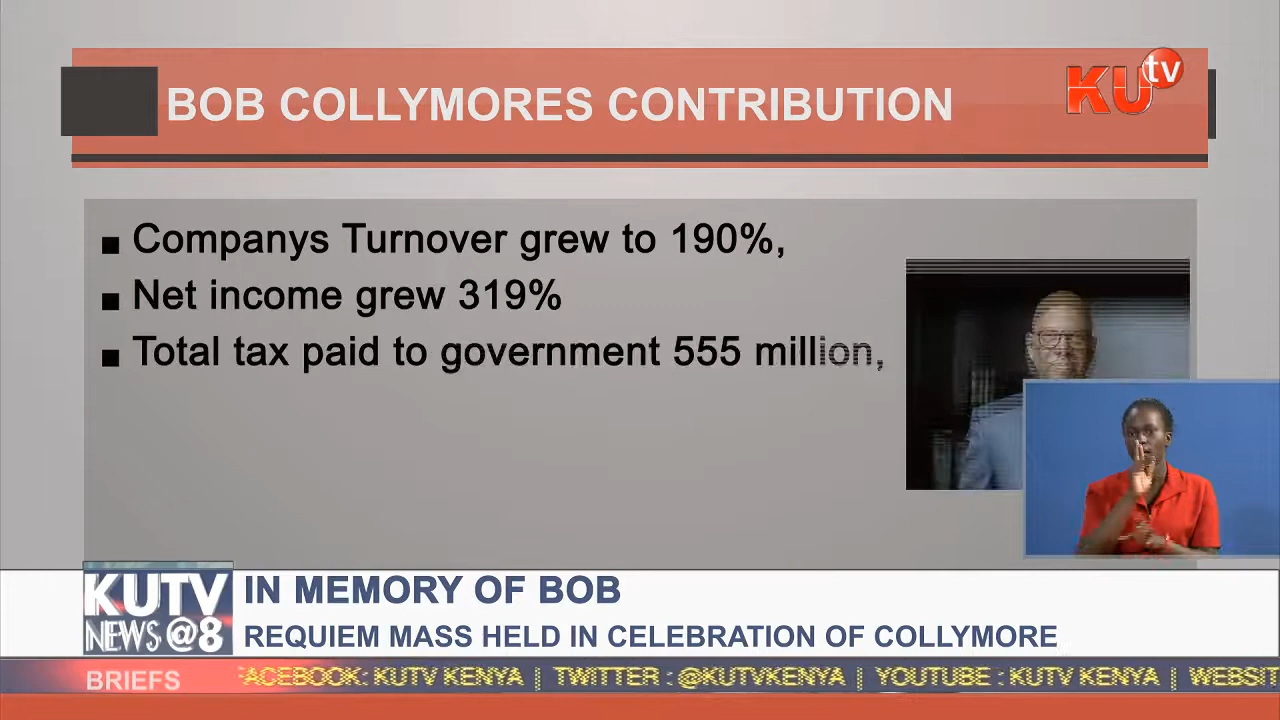 BOB COLLYMORES CONTRIBUTION
KU tv
Companys Turnover grew to 190%,
Net income grew 319%
Total tax paid to government 555 million,
KUTV
NEWS @8
IN MEMORY OF BOB
REQUIEM MASS HELD IN CELEBRATION OF COLLYMORE
BRIEFS
ACEBOOK: KUTV KENYA | TWITTER : @KUTVKENYA | YOUTUBE : KUTV KENYA | WEBSIT